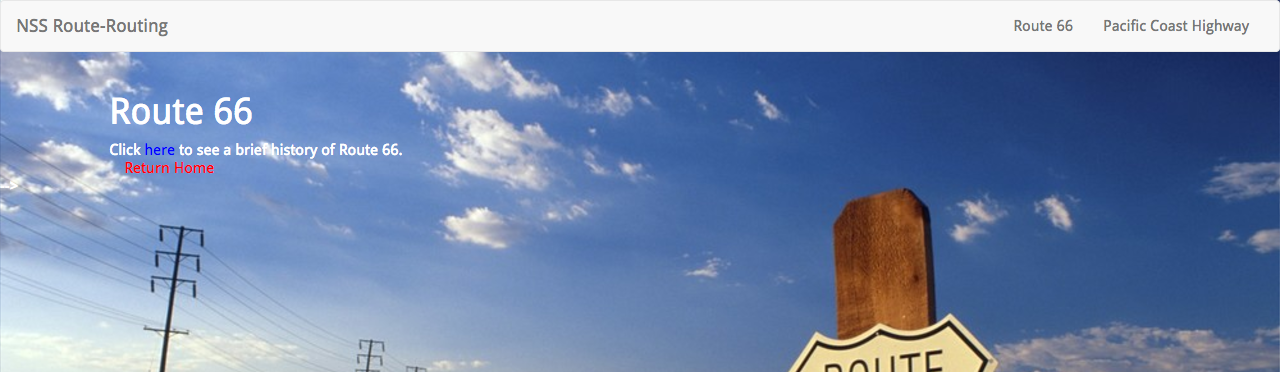 NSS Route-Routing
Route 66
Pacific Coast Highway
Route 66
Click here to see a brief history of Route 66.
Return Home
ROUTE